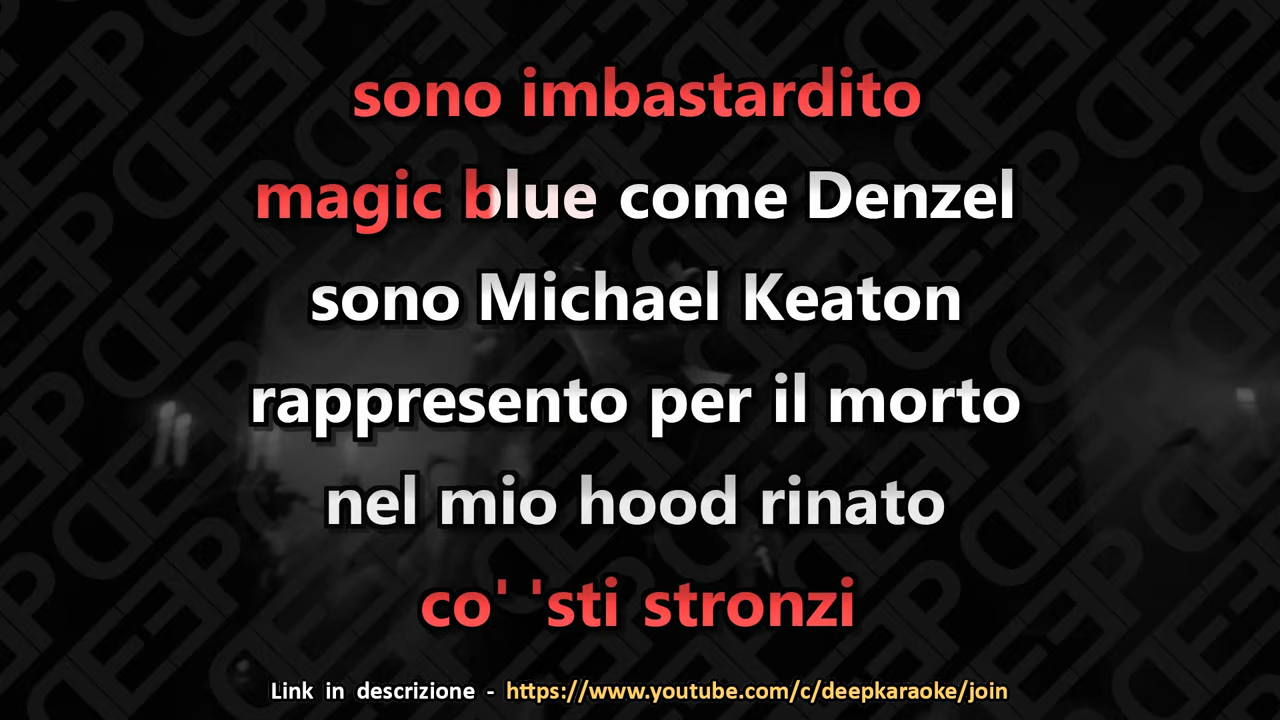 sono imbastardito
magic blue come Denzel
sono Michael Keaton
rappresento per il morto
nel mio hood rinato
co' 'sti stronzi
Link in descrizione - https://www.youtube.com/c/deepkaraoke/join